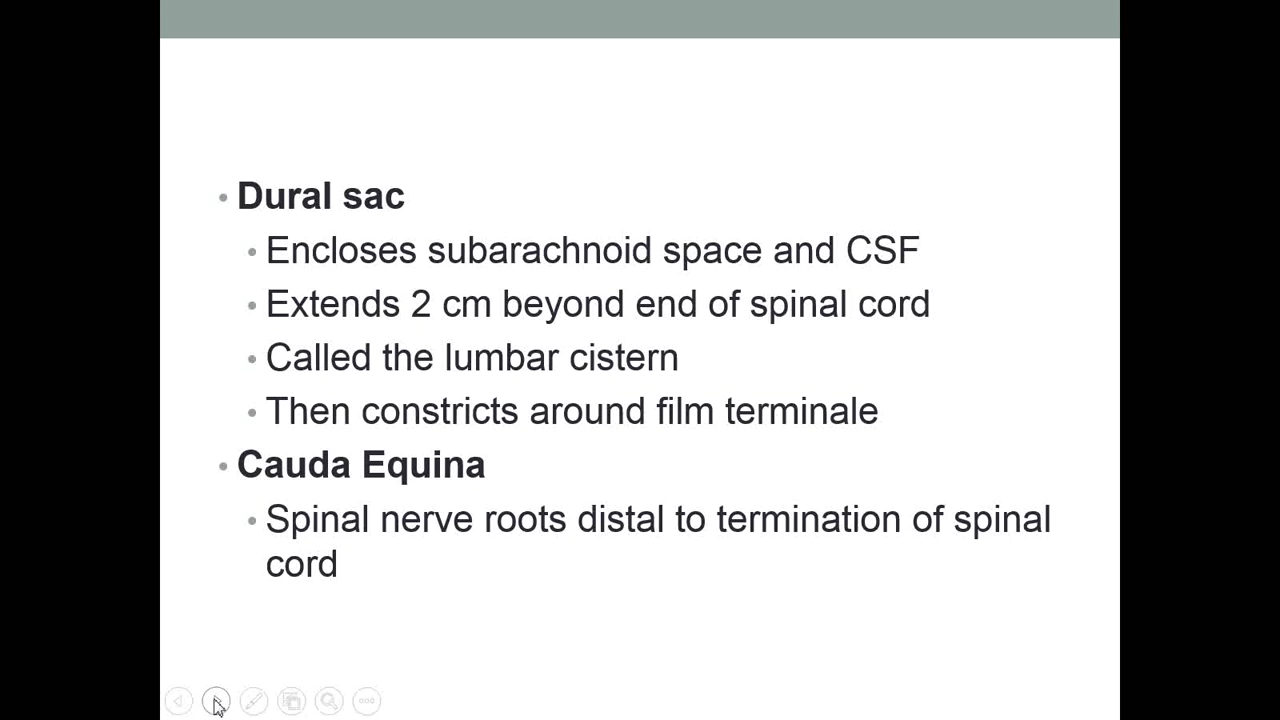 • Dural sac
• Encloses subarachnoid space and CSF
• Extends 2 cm beyond end of spinal cord
• Called the lumbar cistern
• Then constricts around film terminale
• Cauda Equina
• Spinal nerve roots distal to termination of spinal
cord